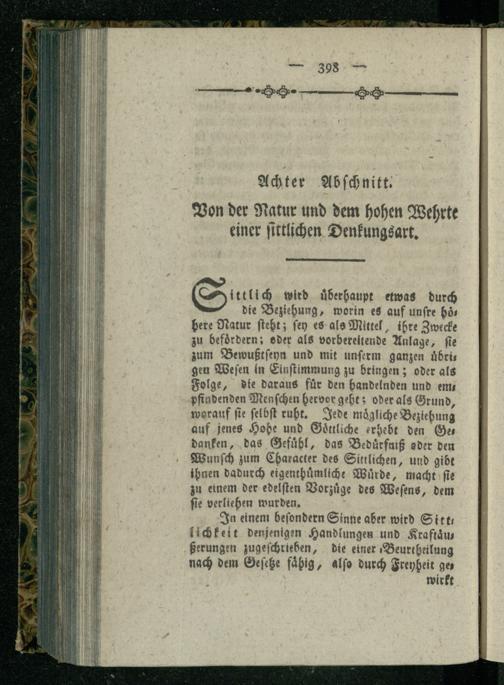 — 398 —
Achter Abschnitt.
Von der Natur und dem hohen Wehrte
einer sittlichen Denkungsart.
Sittlich wird überhaupt etwas durch
die Beziehung, worin es auf unsre hö-
here Natur steht; sey es als Mittel, ihre Zwecke
zu befördern; oder als vorbereitende Anlage, sie
zum Bewußtseyn und mit unserm ganzen übri-
gen Wesen in Einstimmung zu bringen; oder als
Folge, die daraus für den handelnden und em-
pfindenden Menschen hervor geht; oder als Grund,
worauf sie selbst ruht. Jede mögliche Beziehung
auf jenes Hohe und Göttliche erhebt den Ge-
danken, das Gefühl, das Bedürfniß oder den
Wunsch zum Character des Sittlichen, und gibt
ihnen dadurch eigenthümliche Würde, macht sie
zu einem der edelsten Vorzüge des Wesens, dem
sie verliehen wurden.
In einem besondern Sinne aber wird Sitt-
lichkeit denjenigen Handlungen und Kraftäu-
ßerungen zugeschrieben, die einer Beurtheilung
nach dem Gesetze fähig, also durch Freyheit ge-
wirkt